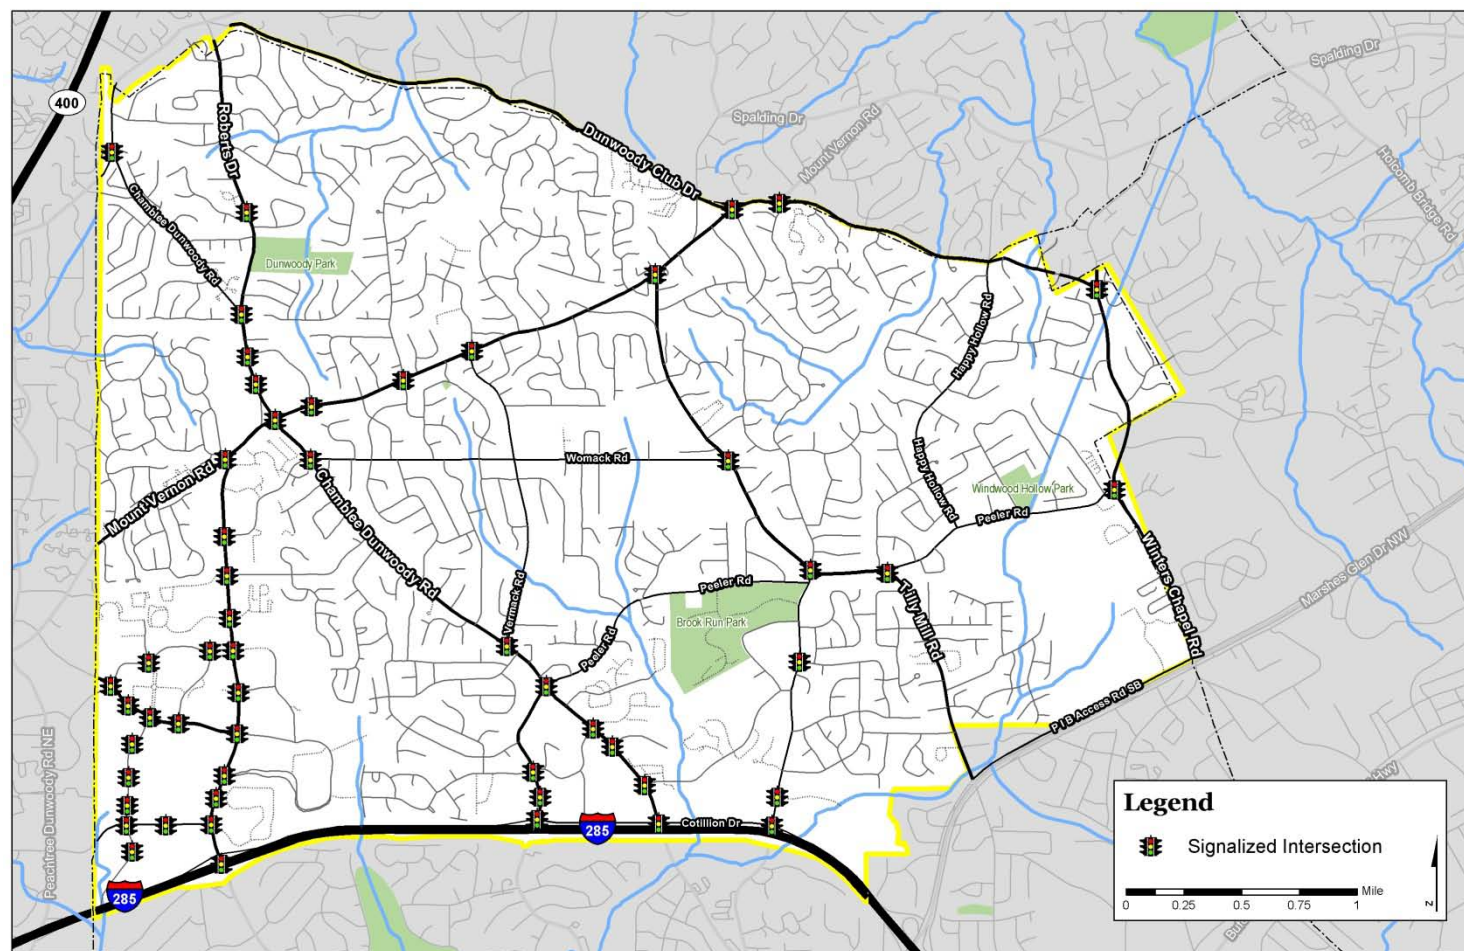 400
Spalding Dr
Spalding Dr
Mount Vernon Rd
Roberts Dr
Dunwoody Club Dr
Holcomb Bridge Rd
Chamblee Dunwoody Rd
Dunwoody Park
Happy Hollow Rd
Mount Vernon Rd
Womack Rd
Chamblee Dunwoody Rd
Happy Hollow Rd
Windwood Hollow Park
Peeler Rd
Vermack Rd
Peeler Rd
Peeler Rd
Brook Run Park
Tilly Mill Rd
Winters Chapel Rd
Marshes Glen Dr NW
P I B Access Rd SB
Peachtree Dunwoody Rd NE
Hwy
Cotillion Dr
285
285
Legend
Signalized Intersection
Mile
0 0.25 0.5 0.75 1
N